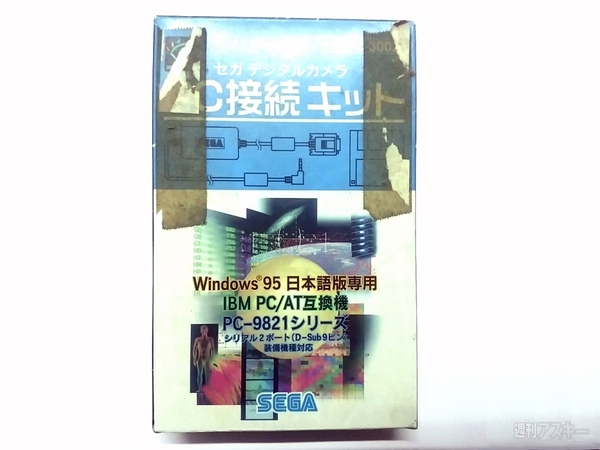 300
セガ デジタルカメラ
C接続 キット
SEGA
Windows®95 日本語版専用
IBM PC/AT互換機
PC-9821シリーズ
シリアル2ポート(D-Sub9ピン)
装備機種対応
SEGA
週刊アスキー